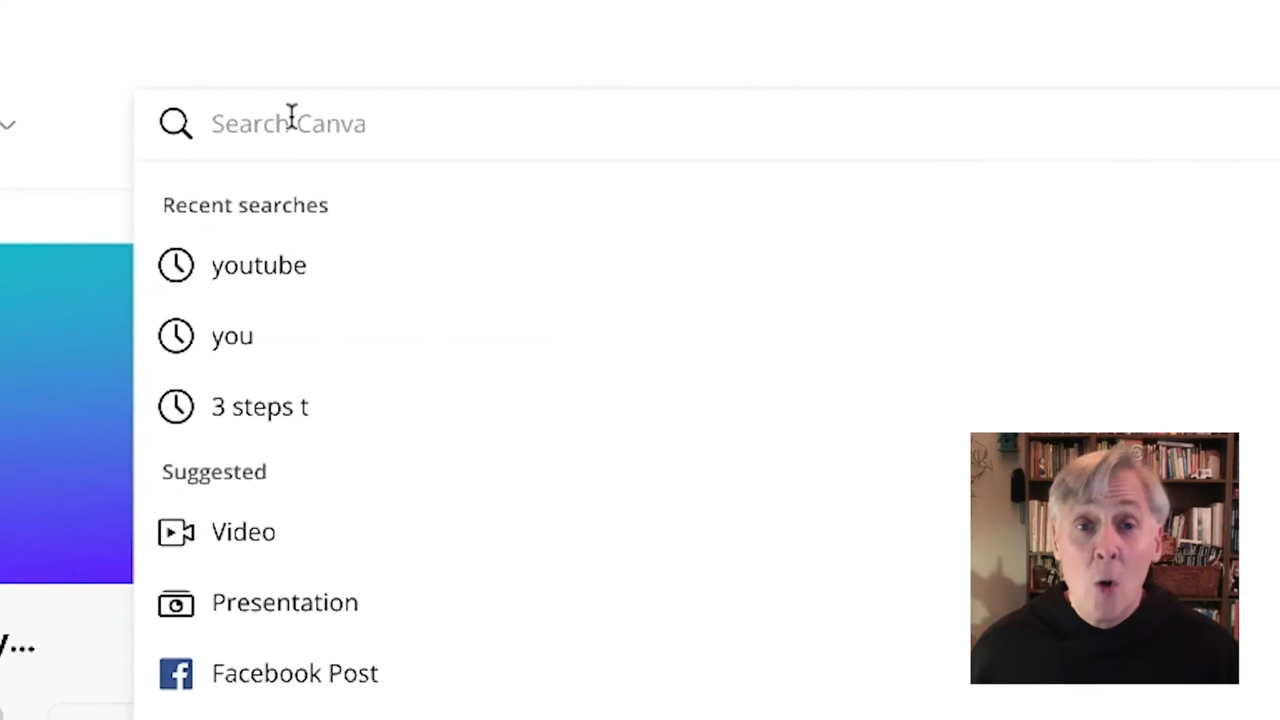 Search Canva
Recent searches
youtube
you
3 steps t
Suggested
Video
Presentation
y...
Facebook Post